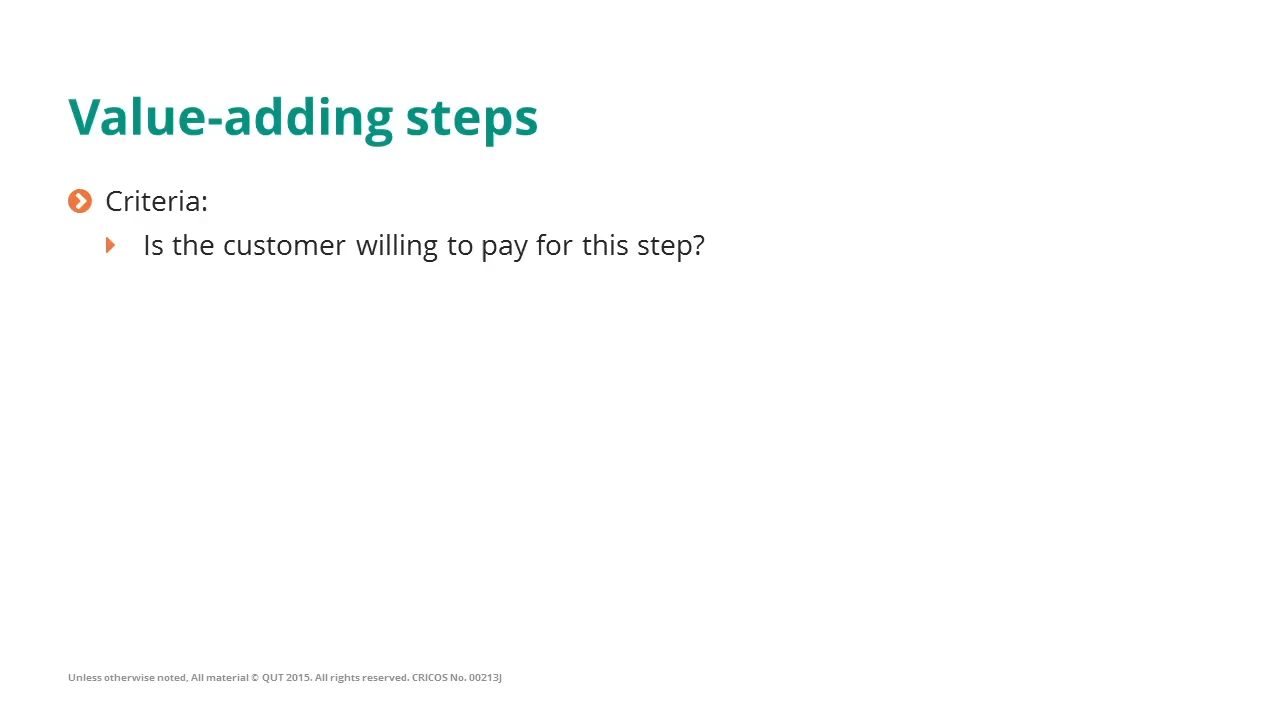 Value-adding steps
Criteria:
Is the customer willing to pay for this step?
Unless otherwise noted, All material © QUT 2015. All rights reserved. CRICOS No. 00213J